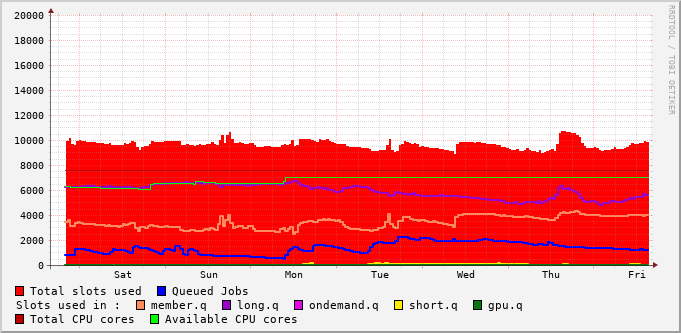 RRDTOOL / TOBI OETIKER
20000
18000
16000
14000
12000
10000
8000
6000
4000
2000
0
Sat Sun Mon Tue Wed Thu Fri
Total slots used Queued Jobs
Slots used in : member.q long.q ondemand.q short.q gpu.q
Total CPU cores Available CPU cores